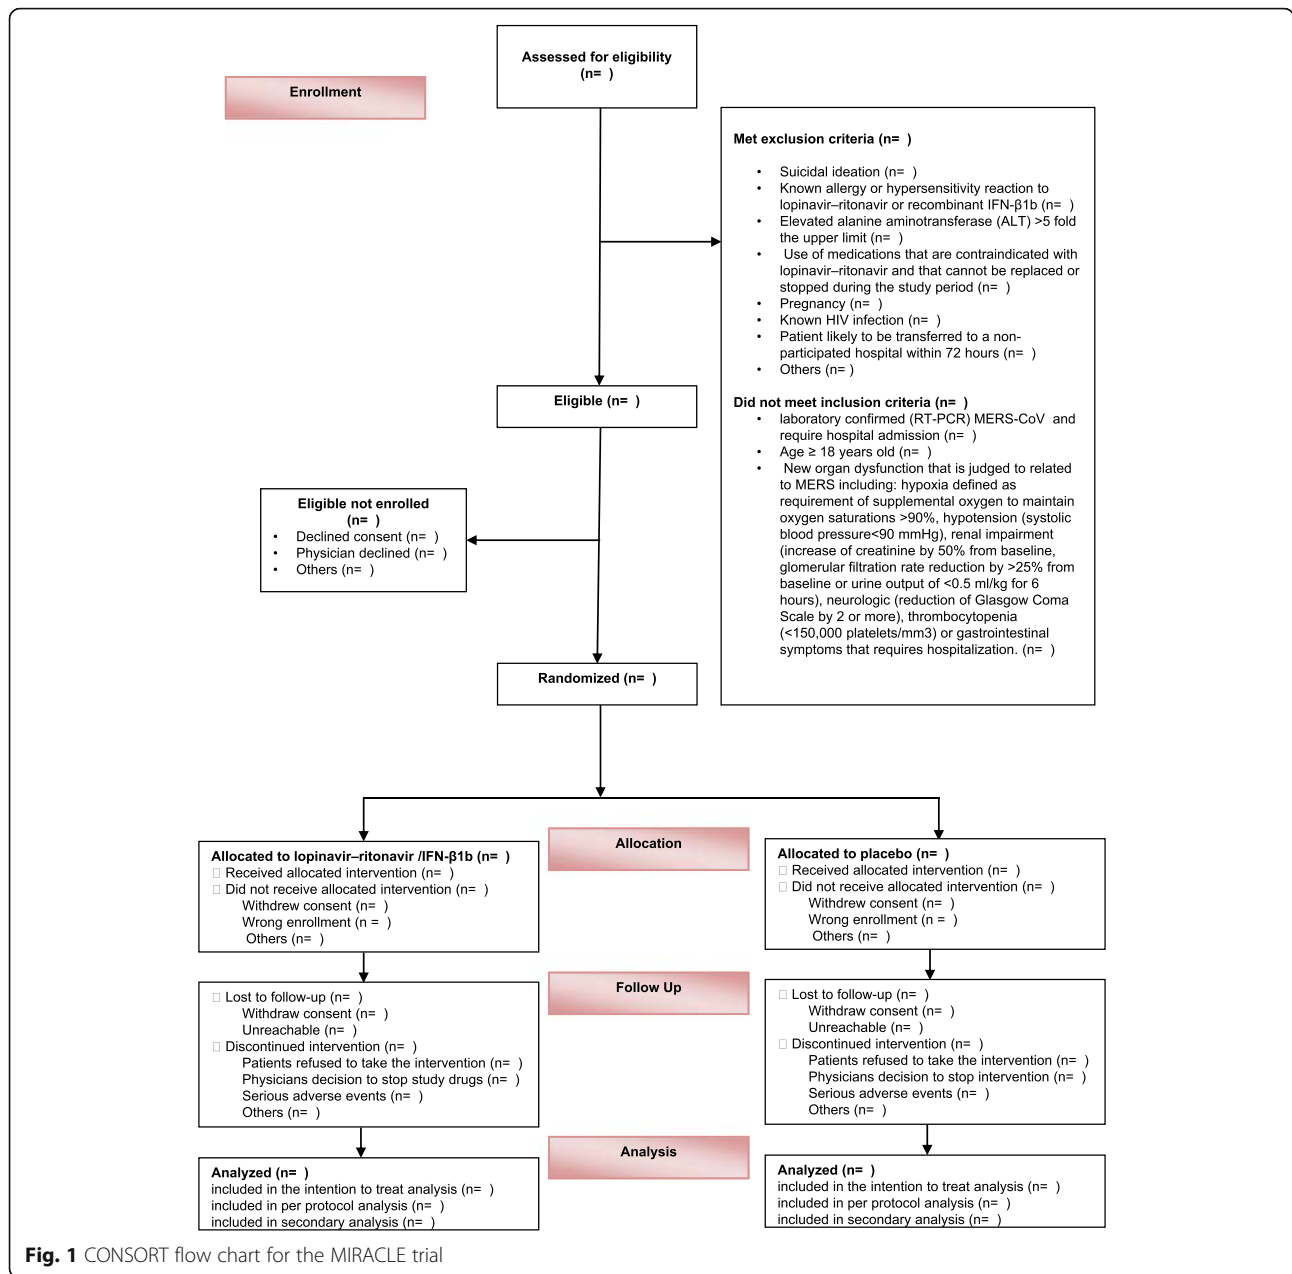 Assessed for eligibility
(n=  )
Enrollment
Met exclusion criteria (n=  )
• Suicidal ideation (n=  )
• Known allergy or hypersensitivity reaction to
lopinavir–ritonavir or recombinant IFN-β1b (n=  )
• Elevated alanine aminotransferase (ALT) >5 fold
the upper limit (n=  )
• Use of medications that are contraindicated with
lopinavir–ritonavir and that cannot be replaced or
stopped during the study period (n=  )
• Pregnancy (n=  )
• Known HIV infection (n=  )
• Patient likely to be transferred to a non-
participated hospital within 72 hours (n=  )
• Others (n= )
Eligible (n=  )
Did not meet inclusion criteria (n=  )
• laboratory confirmed (RT-PCR) MERS-CoV  and
require hospital admission (n=  )
• Age ≥ 18 years old (n=  )
• New organ dysfunction that is judged to related
to MERS including: hypoxia defined as
requirement of supplemental oxygen to maintain
oxygen saturations >90%, hypotension (systolic
blood pressure<90 mmHg), renal impairment
(increase of creatinine by 50% from baseline,
glomerular filtration rate reduction by >25% from
baseline or urine output of <0.5 ml/kg for 6
hours), neurologic (reduction of Glasgow Coma
Scale by 2 or more), thrombocytopenia
(<150,000 platelets/mm3) or gastrointestinal
symptoms that requires hospitalization. (n=  )
Eligible not enrolled
(n=  )
• Declined consent (n=  )
• Physician declined (n=  )
• Others (n=  )
Randomized (n=  )
Allocation
Allocated to lopinavir–ritonavir /IFN-β1b (n=  )
Received allocated intervention (n=  )
Did not receive allocated intervention (n=  )
Withdrew consent (n=  )
Wrong enrollment (n =  )
Others (n=  )
Allocated to placebo (n=  )
Received allocated intervention (n=  )
Did not receive allocated intervention (n=  )
Withdrew consent (n=  )
Wrong enrollment (n =  )
Others (n=  )
Follow Up
Lost to follow-up (n=  )
Withdraw consent (n=  )
Unreachable (n=  )
Discontinued intervention (n=  )
Patients refused to take the intervention (n=  )
Physicians decision to stop study drugs (n=  )
Serious adverse events (n=  )
Others (n=  )
Lost to follow-up (n=  )
Withdraw consent (n=  )
Unreachable (n=  )
Discontinued intervention (n=  )
Patients refused to take the intervention (n=  )
Physicians decision to stop intervention (n=  )
Serious adverse events (n=  )
Others (n=  )
Analysis
Analyzed (n=  )
included in the intention to treat analysis (n=  )
included in per protocol analysis (n=  )
included in secondary analysis (n=  )
Analyzed (n=  )
included in the intention to treat analysis (n=  )
included in per protocol analysis (n=  )
included in secondary analysis (n=  )
Fig. 1 CONSORT flow chart for the MIRACLE trial